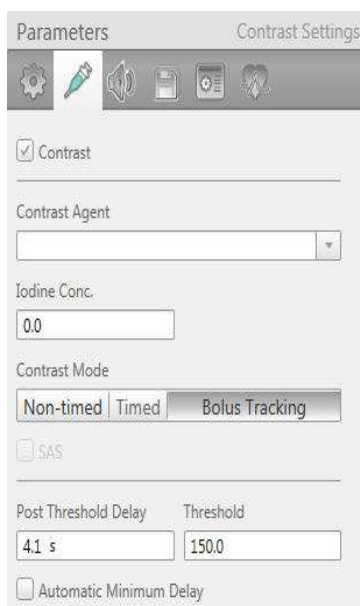 Parameters Contrast Settings
Contrast
Contrast Agent
Iodine Conc.
0.0
Contrast Mode
Non-timed Timed Bolus Tracking
SAS
Post Threshold Delay Threshold
4.1 s 150.0
Automatic Minimum Delay